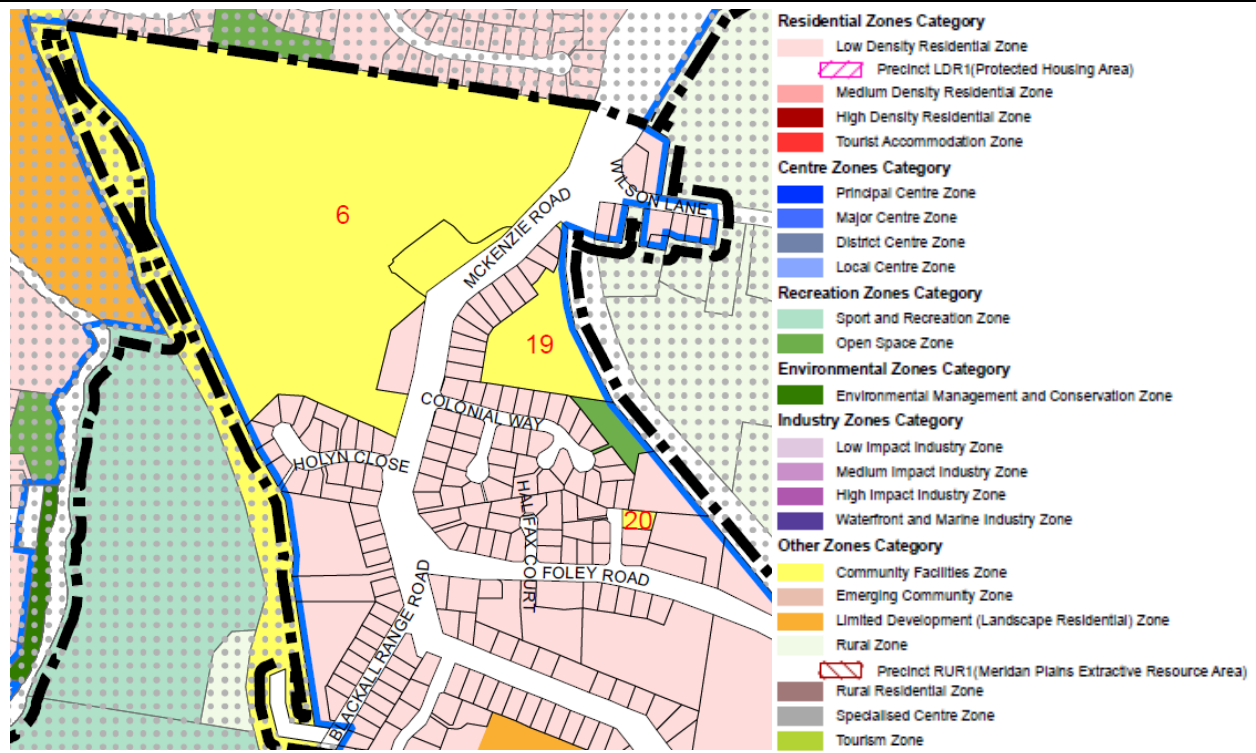 6
MCKENZIE ROAD
WILSON LANE
19
COLONIAL WAY
HOLYN CLOSE
HALIFAX COURT
20
FOLEY ROAD
BLACKALL RANGE ROAD
Residential Zones Category
Low Density Residential Zone
Precinct LDR1(Protected Housing Area)
Medium Density Residential Zone
High Density Residential Zone
Tourist Accommodation Zone
Centre Zones Category
Principal Centre Zone
Major Centre Zone
District Centre Zone
Local Centre Zone
Recreation Zones Category
Sport and Recreation Zone
Open Space Zone
Environmental Zones Category
Environmental Management and Conservation Zone
Industry Zones Category
Low Impact Industry Zone
Medium Impact Industry Zone
High Impact Industry Zone
Waterfront and Marine Industry Zone
Other Zones Category
Community Facilities Zone
Emerging Community Zone
Limited Development (Landscape Residential) Zone
Rural Zone
Precinct RUR1(Meridan Plains Extractive Resource Area)
Rural Residential Zone
Specialised Centre Zone
Tourism Zone